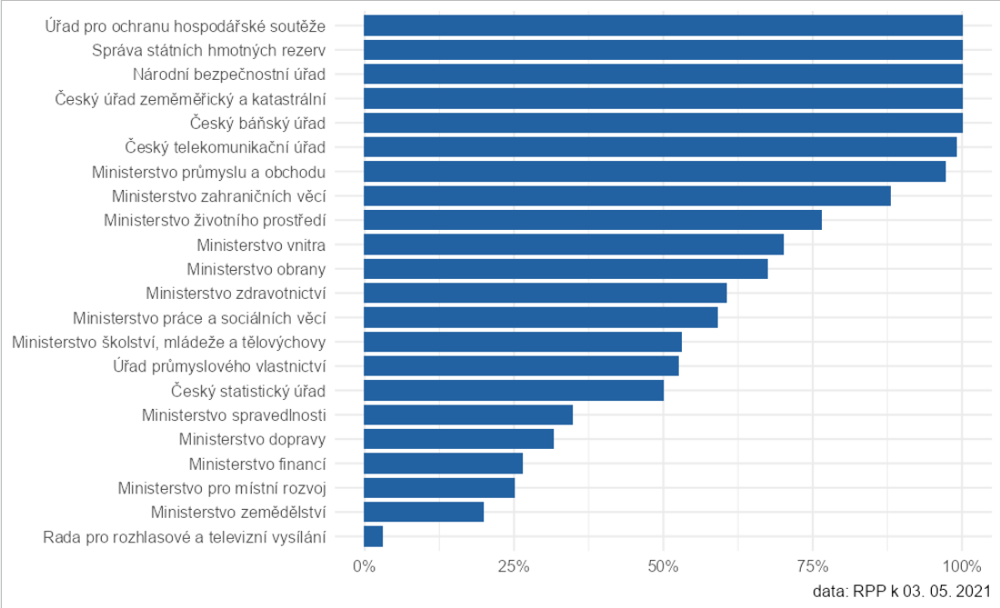 Úřad pro ochranu hospodářské soutěže
Správa státních hmotných rezerv
Národní bezpečnostní úřad
Český úřad zeměměřický a katastrální
Český báňský úřad
Český telekomunikační úřad
Ministerstvo průmyslu a obchodu
Ministerstvo zahraničních věcí
Ministerstvo životního prostředí
Ministerstvo vnitra
Ministerstvo obrany
Ministerstvo zdravotnictví
Ministerstvo práce a sociálních věcí
Ministerstvo školství, mládeže a tělovýchovy
Úřad průmyslového vlastnictví
Český statistický úřad
Ministerstvo spravedlnosti
Ministerstvo dopravy
Ministerstvo financí
Ministerstvo pro místní rozvoj
Ministerstvo zemědělství
Rada pro rozhlasové a televizní vysílání
0% 25% 50% 75% 100%
data: RPP k 03. 05. 2021